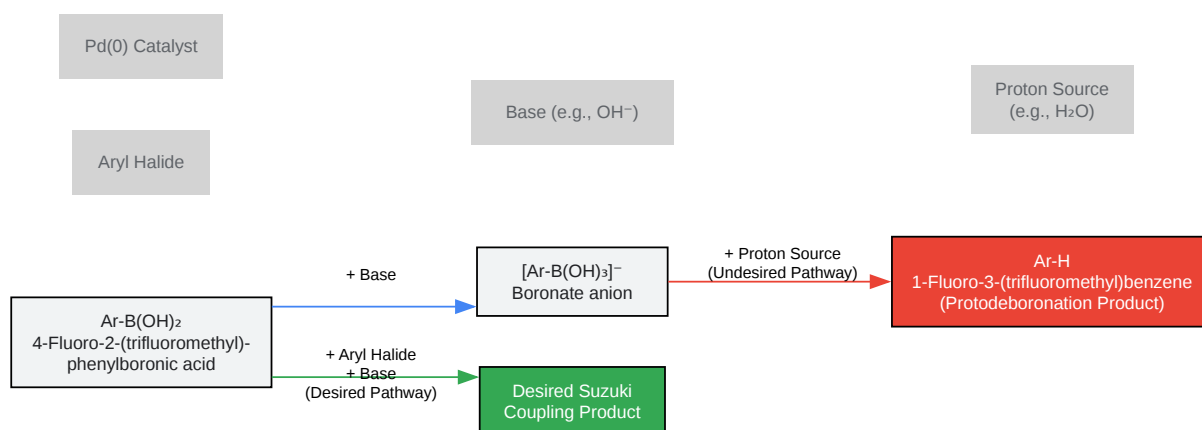 Pd(0) Catalyst
Aryl Halide
Base (e.g., OH⁻)
Proton Source
(e.g., H₂O)
Ar-B(OH)₂
4-Fluoro-2-(trifluoromethyl)-
phenylboronic acid
+ Base
+ Aryl Halide
+ Base
(Desired Pathway)
[Ar-B(OH)₃]⁻
Boronate anion
Desired Suzuki
Coupling Product
+ Proton Source
(Undesired Pathway)
Ar-H
1-Fluoro-3-(trifluoromethyl)benzene
(Protodeboronation Product)